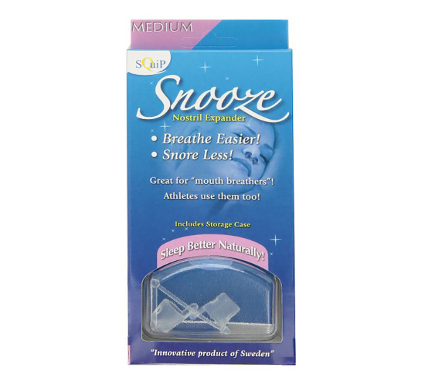 MEDIUM
SQuiP
Snooze
Nostril Expander
• Breathe Easier!
• Snore Less!
Great for "mouth breathers"!
Athletes use them too!
Includes Storage Case
Sleep Better Naturally!
"Innovative product of Sweden"